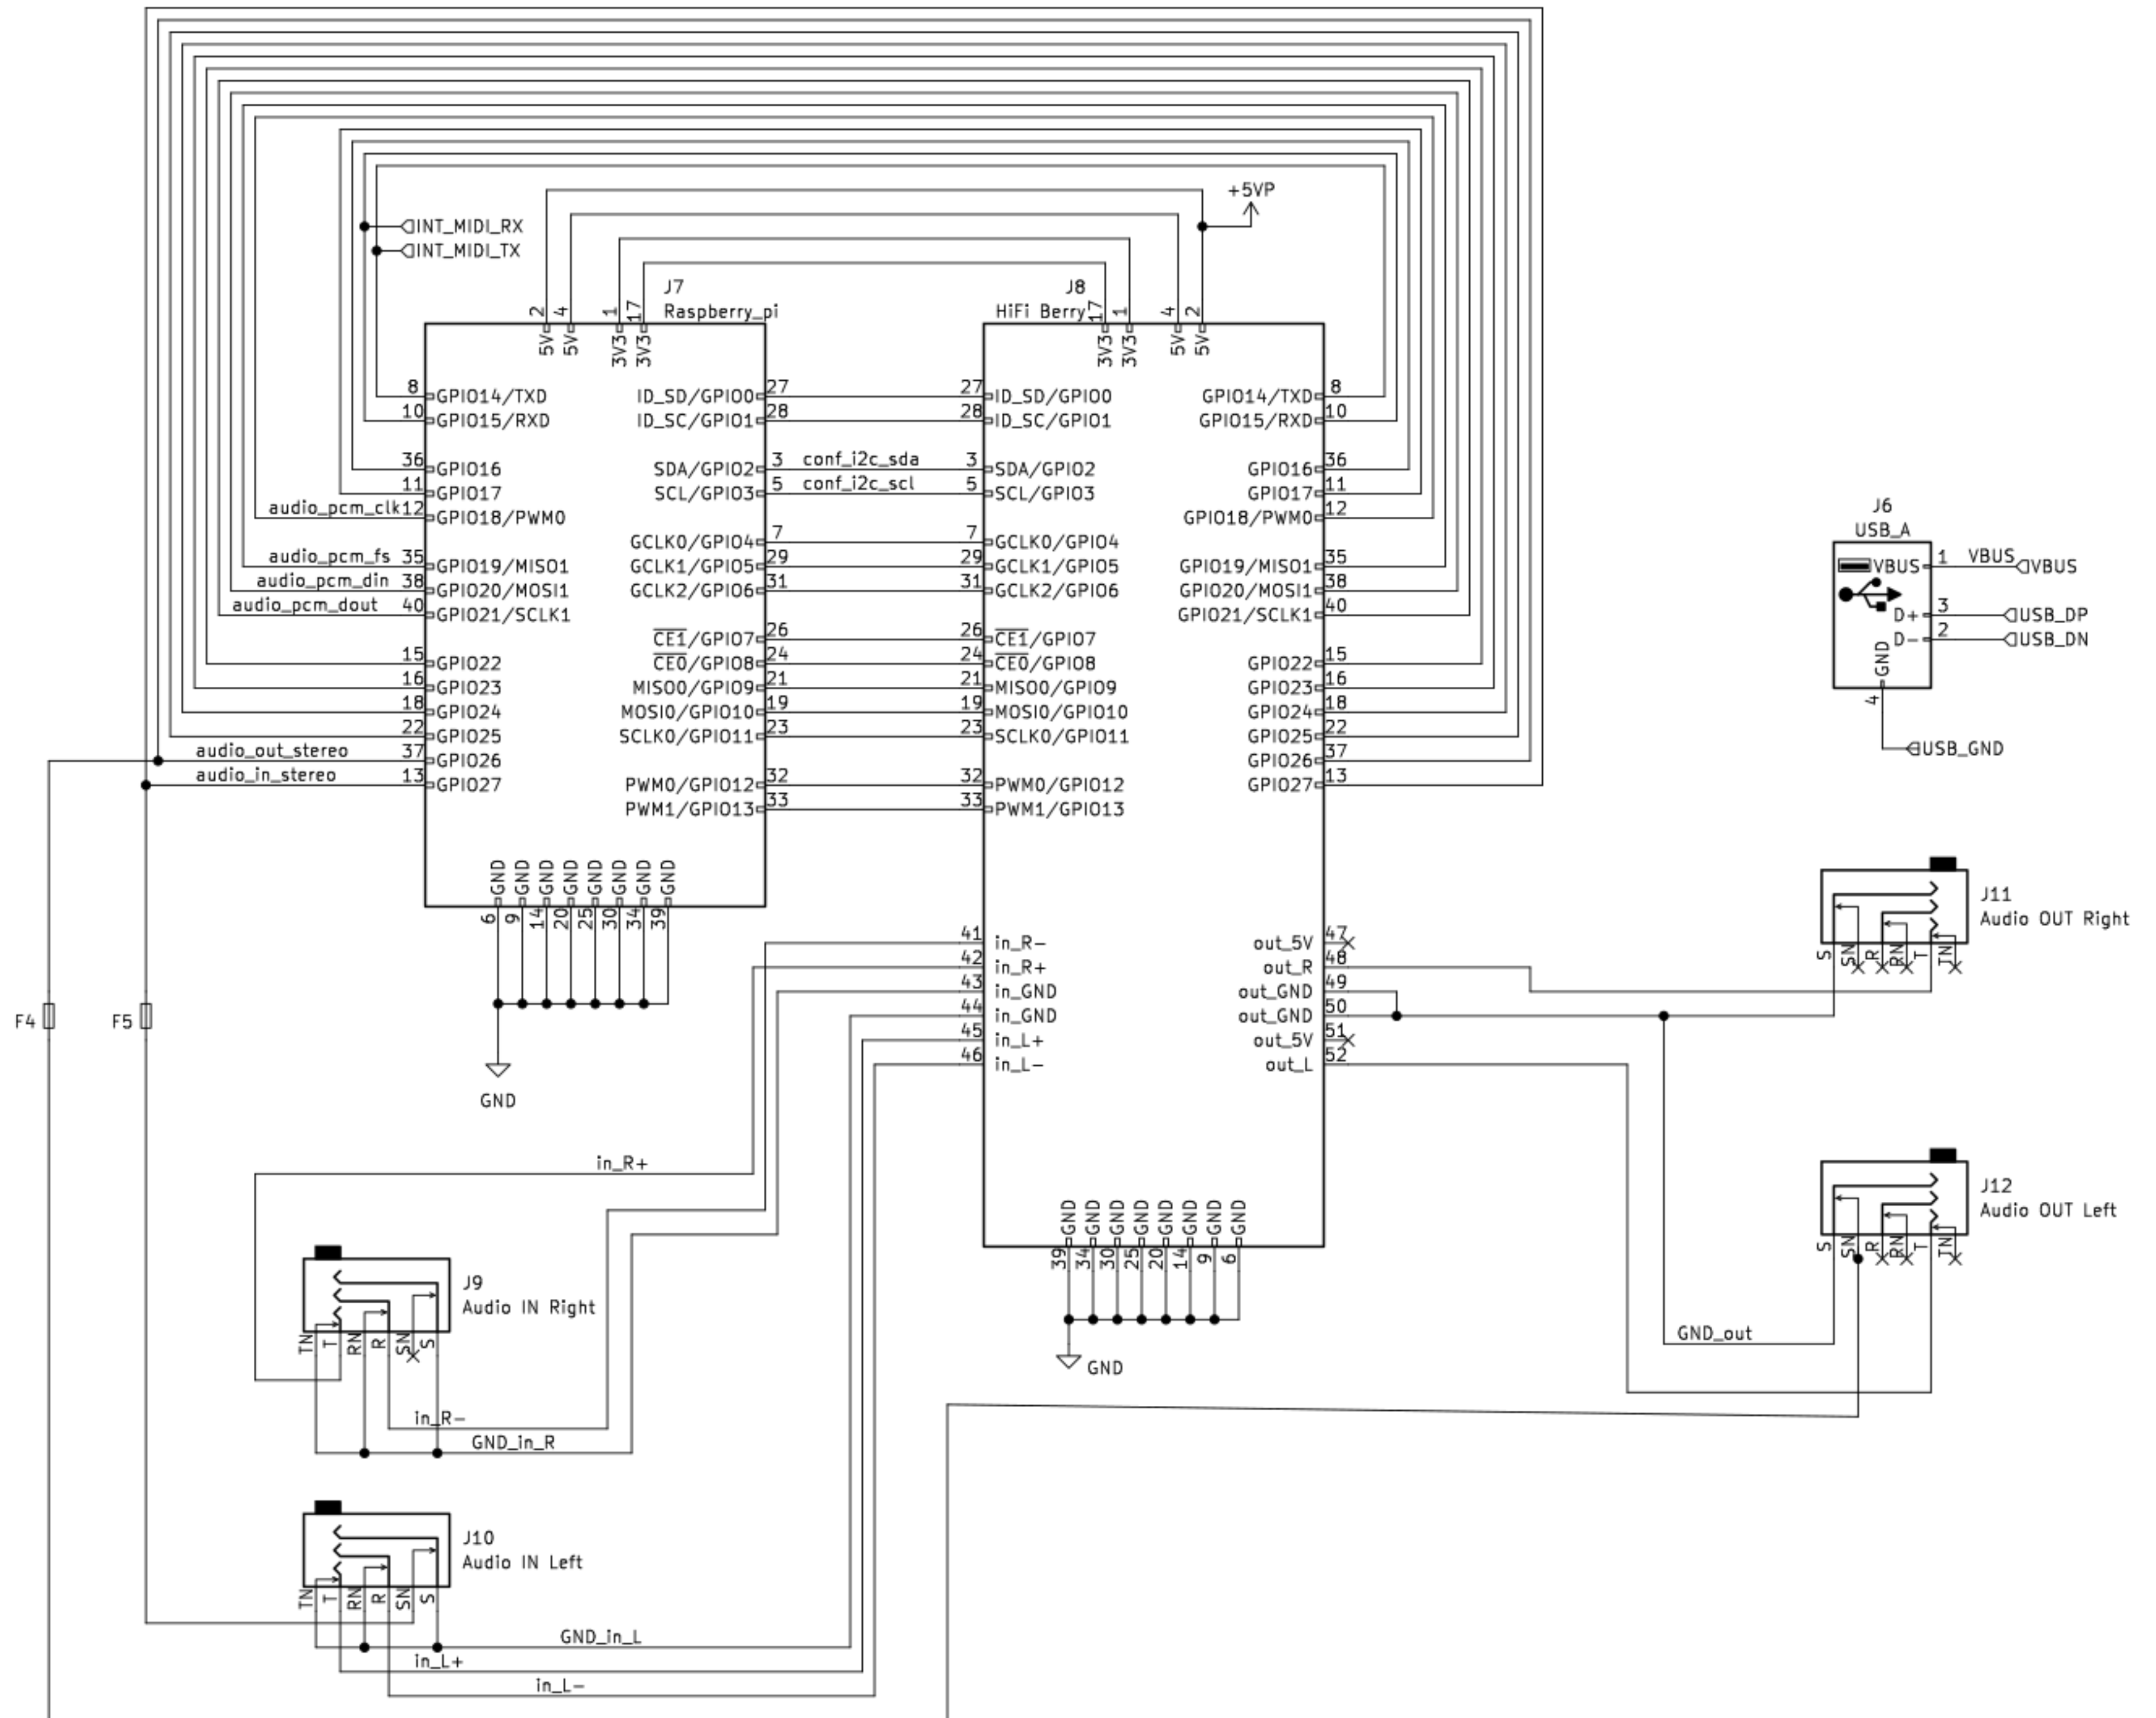 +5VP
INT_MIDI_RX
INT_MIDI_TX
J7
Raspberry_pi
2
4
1
17
5V
5V
3V3
3V3
8 GPIO14/TXD
10 GPIO15/RXD
36 GPIO16
11 GPIO17
audio_pcm_clk 12 GPIO18/PWM0
audio_pcm_fs 35 GPIO19/MISO1
audio_pcm_din 38 GPIO20/MOSI1
audio_pcm_dout 40 GPIO21/SCLK1
15 GPIO22
16 GPIO23
18 GPIO24
22 GPIO25
audio_out_stereo 37 GPIO26
audio_in_stereo 13 GPIO27
ID_SD/GPIO0 27
ID_SC/GPIO1 28
SDA/GPIO2 3 conf_i2c_sda
SCL/GPIO3 5 conf_i2c_scl
GCLK0/GPIO4 7
GCLK1/GPIO5 29
GCLK2/GPIO6 31
CE1/GPIO7 26
CE0/GPIO8 24
MISO0/GPIO9 21
MOSI0/GPIO10 19
SCLK0/GPIO11 23
PWM0/GPIO12 32
PWM1/GPIO13 33
GND
GND
GND
GND
GND
GND
GND
GND
6
9
14
20
25
30
34
39
GND
F4
F5
J8
HiFi Berry
17
1
4
2
3V3
3V3
5V
5V
27 ID_SD/GPIO0
28 ID_SC/GPIO1
3 SDA/GPIO2
5 SCL/GPIO3
7 GCLK0/GPIO4
29 GCLK1/GPIO5
31 GCLK2/GPIO6
26 CE1/GPIO7
24 CE0/GPIO8
21 MISO0/GPIO9
19 MOSI0/GPIO10
23 SCLK0/GPIO11
32 PWM0/GPIO12
33 PWM1/GPIO13
41 in_R-
42 in_R+
43 in_GND
44 in_GND
45 in_L+
46 in_L-
GPIO14/TXD 8
GPIO15/RXD 10
GPIO16 36
GPIO17 11
GPIO18/PWM0 12
GPIO19/MISO1 35
GPIO20/MOSI1 38
GPIO21/SCLK1 40
GPIO22 15
GPIO23 16
GPIO24 18
GPIO25 22
GPIO26 37
GPIO27 13
out_5V 47
out_R 48
out_GND 49
out_GND 50
out_5V 51
out_L 52
GND
GND
GND
GND
GND
GND
GND
GND
39
34
30
25
20
14
9
6
GND
J6
USB_A
VBUS 1 VBUS VBUS
D+ 3 USB_DP
D- 2 USB_DN
GND
4
USB_GND
J11
Audio OUT Right
S
SN
R
RN
T
TN
J12
Audio OUT Left
S
SN
R
RN
T
TN
GND_out
in_R+
J9
Audio IN Right
TN
T
RN
R
SN
S
in_R-
GND_in_R
J10
Audio IN Left
TN
T
RN
R
SN
S
GND_in_L
in_L+
in_L-